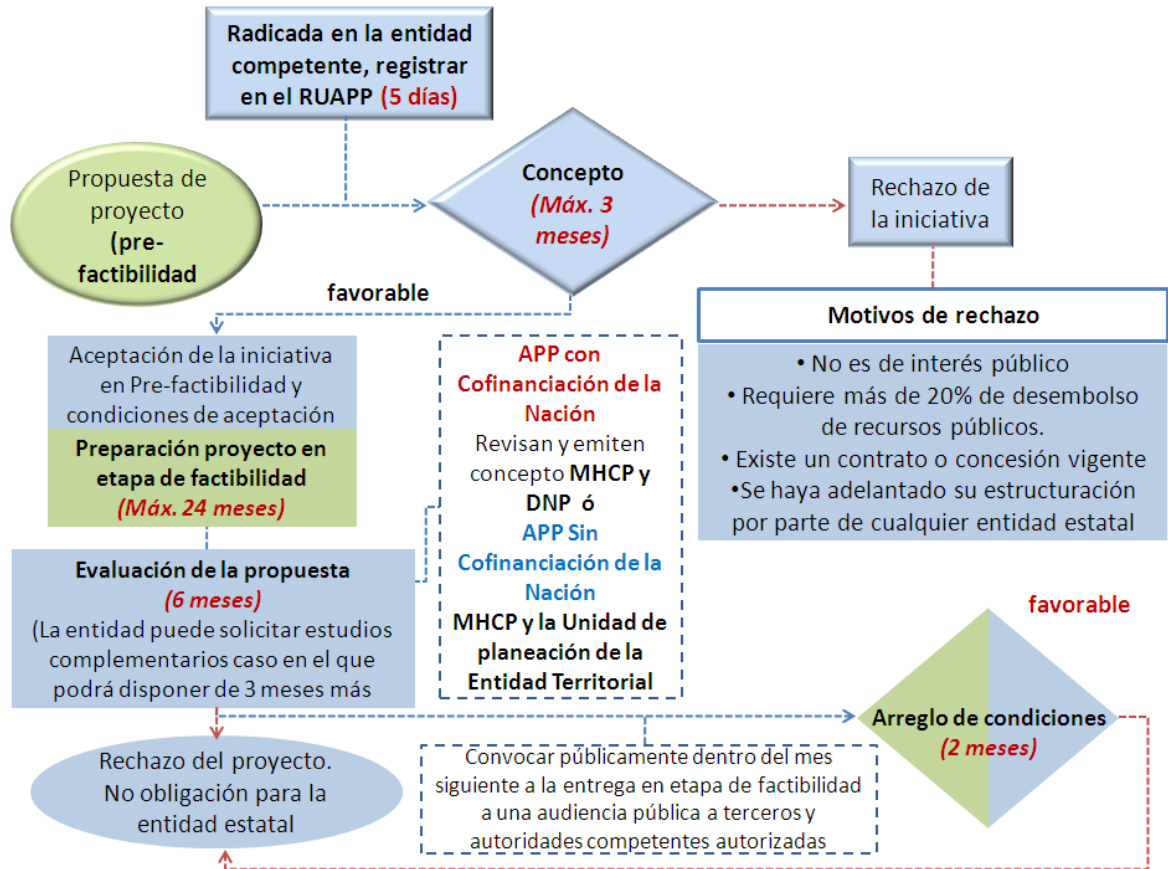 Radicada en la entidad
competente, registrar
en el RUAPP (5 días)
Propuesta de
proyecto
(pre-
factibilidad
Concepto
(Máx. 3
meses)
Rechazo de
la iniciativa
favorable
Motivos de rechazo
• No es de interés público
• Requiere más de 20% de desembolso
de recursos públicos.
• Existe un contrato o concesión vigente
•Se haya adelantado su estructuración
por parte de cualquier entidad estatal
Aceptación de la iniciativa
en Pre-factibilidad y
condiciones de aceptación
Preparación proyecto en
etapa de factibilidad
(Máx. 24 meses)
APP con
Cofinanciación de la
Nación
Revisan y emiten
concepto MHCP y
DNP ó
APP Sin
Cofinanciación de la
Nación
MHCP y la Unidad de
planeación de la
Entidad Territorial
Evaluación de la propuesta
(6 meses)
(La entidad puede solicitar estudios
complementarios caso en el que
podrá disponer de 3 meses más
favorable
Arreglo de condiciones
(2 meses)
Rechazo del proyecto.
No obligación para la
entidad estatal
Convocar públicamente dentro del mes
siguiente a la entrega en etapa de factibilidad
a una audiencia pública a terceros y
autoridades competentes autorizadas